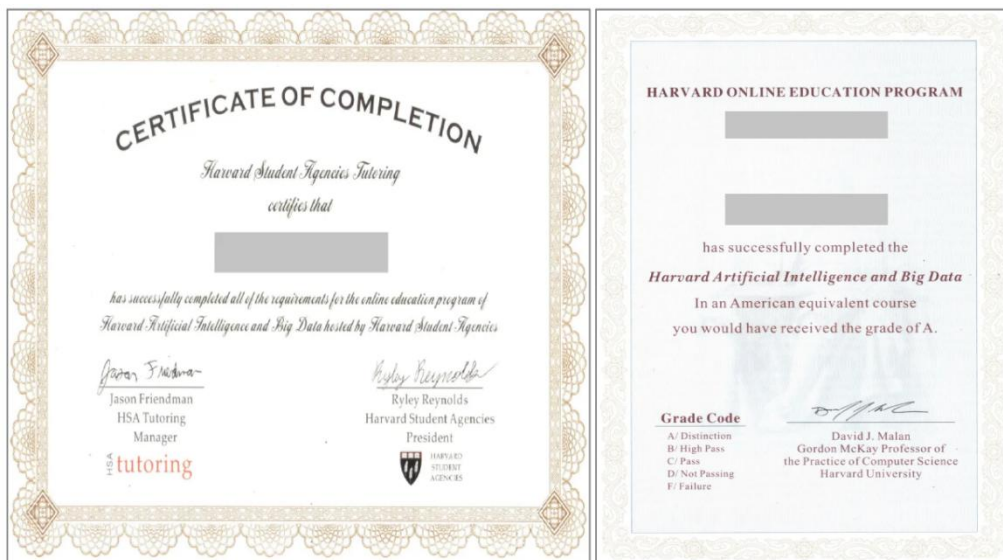 CERTIFICATE OF COMPLETION
Harvard Student Agencies Tutoring
certifies that
has successfully completed all of the requirements for the online education program of
Harvard Artificial Intelligence and Big Data hosted by Harvard Student Agencies
Jason Friedman
Jason Friendman
HSA Tutoring
Manager
HSA tutoring
Ryley Reynolds
Ryley Reynolds
Harvard Student Agencies
President
HARVARD
STUDENT
AGENCIES
HARVARD ONLINE EDUCATION PROGRAM
has successfully completed the
Harvard Artificial Intelligence and Big Data
In an American equivalent course
you would have received the grade of A.
Grade Code
A/ Distinction
B/ High Pass
C/ Pass
D/ Not Passing
F/ Failure
David J. Malan
Gordon McKay Professor of
the Practice of Computer Science
Harvard University